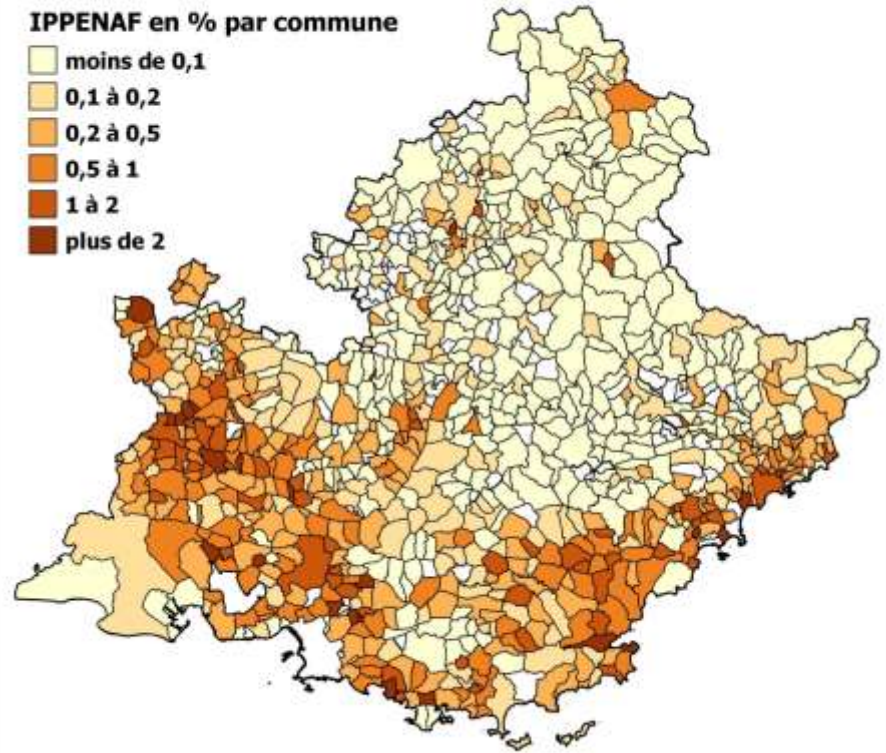 IPPENAF en % par commune
moins de 0,1
0,1 à 0,2
0,2 à 0,5
0,5 à 1
1 à 2
plus de 2